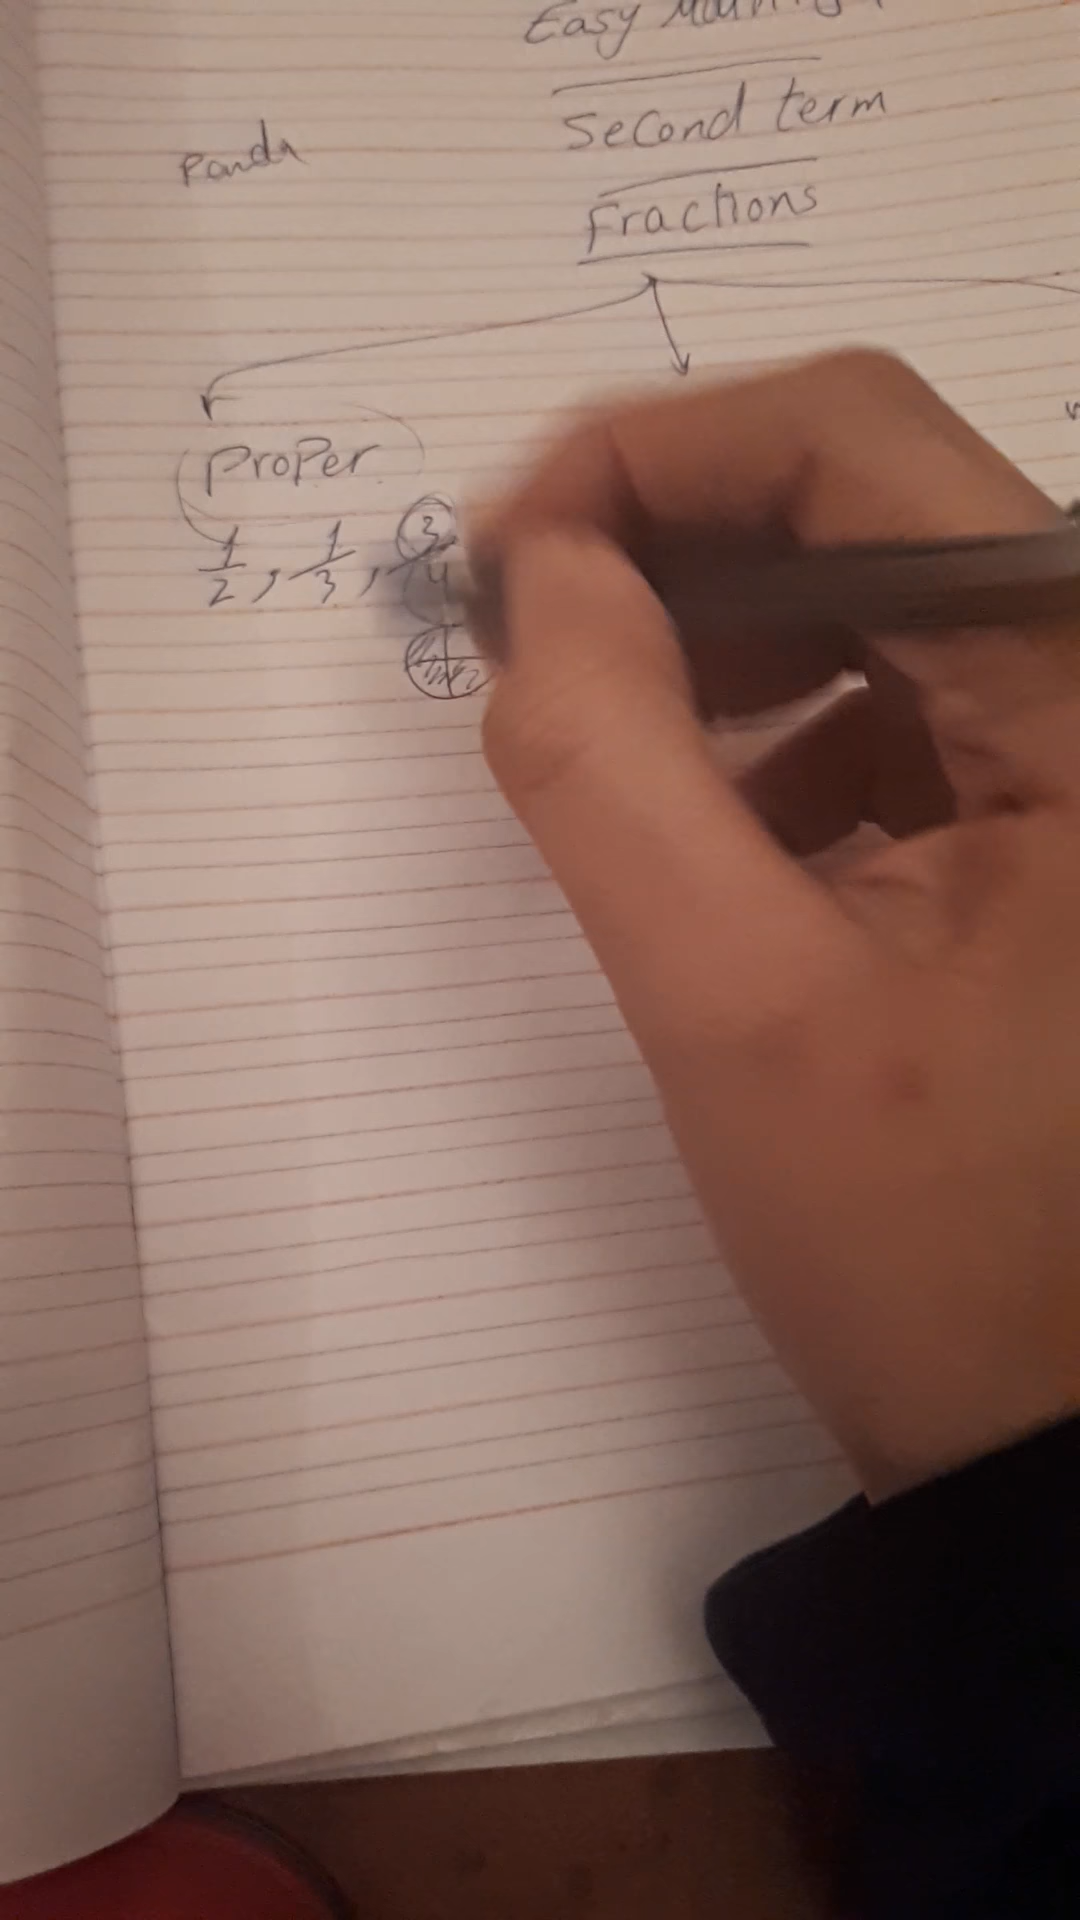 Easy
Second term
Panda
Fractions
Proper
1/2, 1/3, 3/4